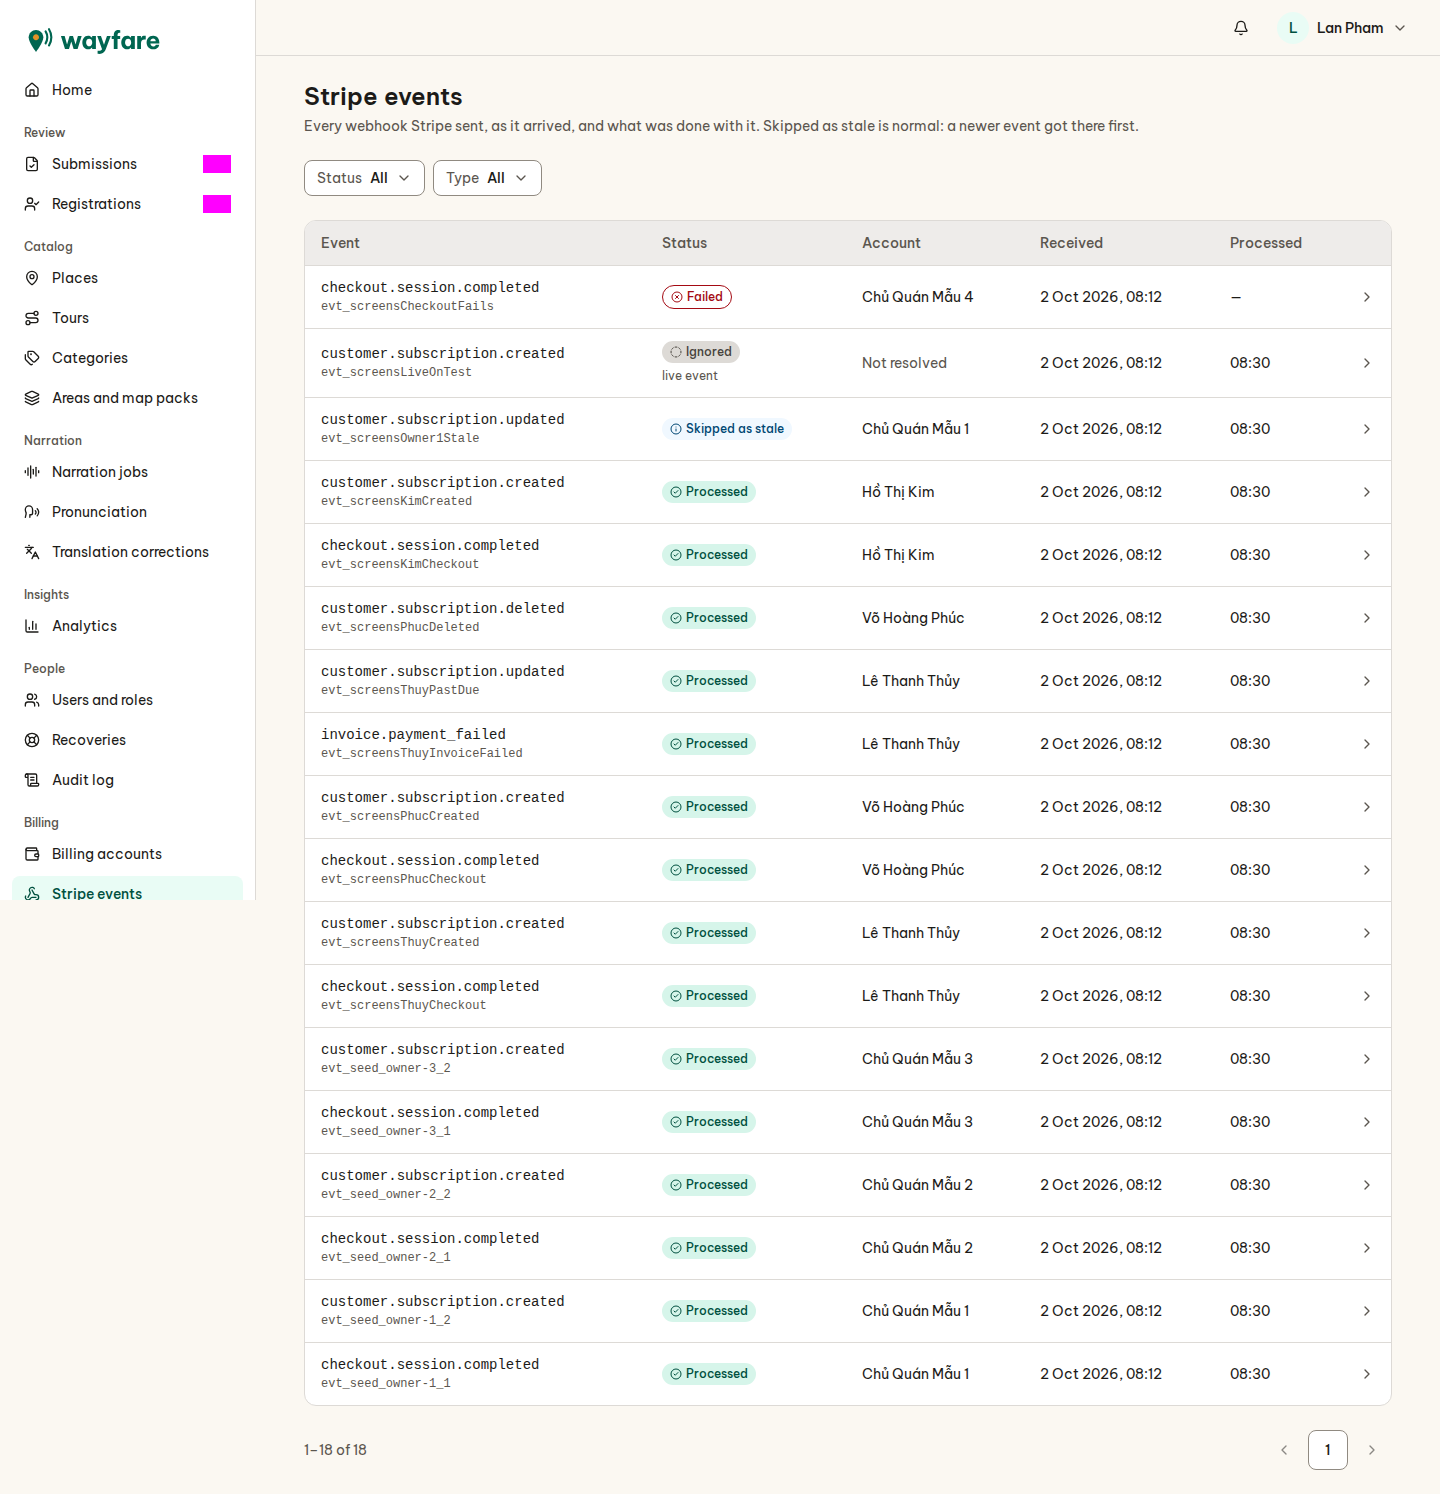 wayfare
L Lan Pham
Home
Review
Submissions
Registrations
Catalog
Places
Tours
Categories
Areas and map packs
Narration
Narration jobs
Pronunciation
Translation corrections
Insights
Analytics
People
Users and roles
Recoveries
Audit log
Billing
Billing accounts
Stripe events
Stripe events
Every webhook Stripe sent, as it arrived, and what was done with it. Skipped as stale is normal: a newer event got there first.
Status All Type All
Event Status Account Received Processed
checkout.session.completed
evt_screensCheckoutFails
Failed Chủ Quán Mẫu 4 2 Oct 2026, 08:12 —
customer.subscription.created
evt_screensLiveOnTest
Ignored
live event
Not resolved 2 Oct 2026, 08:12 08:30
customer.subscription.updated
evt_screensOwner1Stale
Skipped as stale Chủ Quán Mẫu 1 2 Oct 2026, 08:12 08:30
customer.subscription.created
evt_screensKimCreated
Processed Hồ Thị Kim 2 Oct 2026, 08:12 08:30
checkout.session.completed
evt_screensKimCheckout
Processed Hồ Thị Kim 2 Oct 2026, 08:12 08:30
customer.subscription.deleted
evt_screensPhucDeleted
Processed Võ Hoàng Phúc 2 Oct 2026, 08:12 08:30
customer.subscription.updated
evt_screensThuyPastDue
Processed Lê Thanh Thủy 2 Oct 2026, 08:12 08:30
invoice.payment_failed
evt_screensThuyInvoiceFailed
Processed Lê Thanh Thủy 2 Oct 2026, 08:12 08:30
customer.subscription.created
evt_screensPhucCreated
Processed Võ Hoàng Phúc 2 Oct 2026, 08:12 08:30
checkout.session.completed
evt_screensPhucCheckout
Processed Võ Hoàng Phúc 2 Oct 2026, 08:12 08:30
customer.subscription.created
evt_screensThuyCreated
Processed Lê Thanh Thủy 2 Oct 2026, 08:12 08:30
checkout.session.completed
evt_screensThuyCheckout
Processed Lê Thanh Thủy 2 Oct 2026, 08:12 08:30
customer.subscription.created
evt_seed_owner-3_2
Processed Chủ Quán Mẫu 3 2 Oct 2026, 08:12 08:30
checkout.session.completed
evt_seed_owner-3_1
Processed Chủ Quán Mẫu 3 2 Oct 2026, 08:12 08:30
customer.subscription.created
evt_seed_owner-2_2
Processed Chủ Quán Mẫu 2 2 Oct 2026, 08:12 08:30
checkout.session.completed
evt_seed_owner-2_1
Processed Chủ Quán Mẫu 2 2 Oct 2026, 08:12 08:30
customer.subscription.created
evt_seed_owner-1_2
Processed Chủ Quán Mẫu 1 2 Oct 2026, 08:12 08:30
checkout.session.completed
evt_seed_owner-1_1
Processed Chủ Quán Mẫu 1 2 Oct 2026, 08:12 08:30
1–18 of 18
1